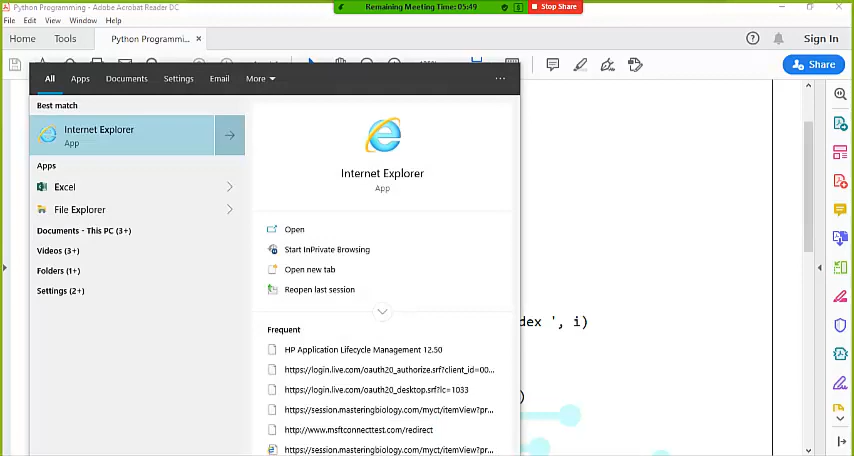 Python Programming - Adobe Acrobat Reader DC
Remaining Meeting Time: 05:49
Stop Share
File Edit View Window Help
Home Tools Python Programmi... ×
Sign In
Share
All Apps Documents Settings Email More ...
Best match
Internet Explorer
App
Apps
Excel
File Explorer
Documents - This PC (3+)
Videos (3+)
Folders (1+)
Settings (2+)
Internet Explorer
App
Open
Start InPrivate Browsing
Open new tab
Reopen last session
Frequent
HP Application Lifecycle Management 12.50
https://login.live.com/oauth20_authorize.srf?client_id=00...
https://login.live.com/oauth20_desktop.srf?lc=1033
https://session.masteringbiology.com/myct/itemView?pr...
http://www.msftconnecttest.com/redirect
https://session.masteringbiology.com/myct/itemView?pr...
dex ', i)
)